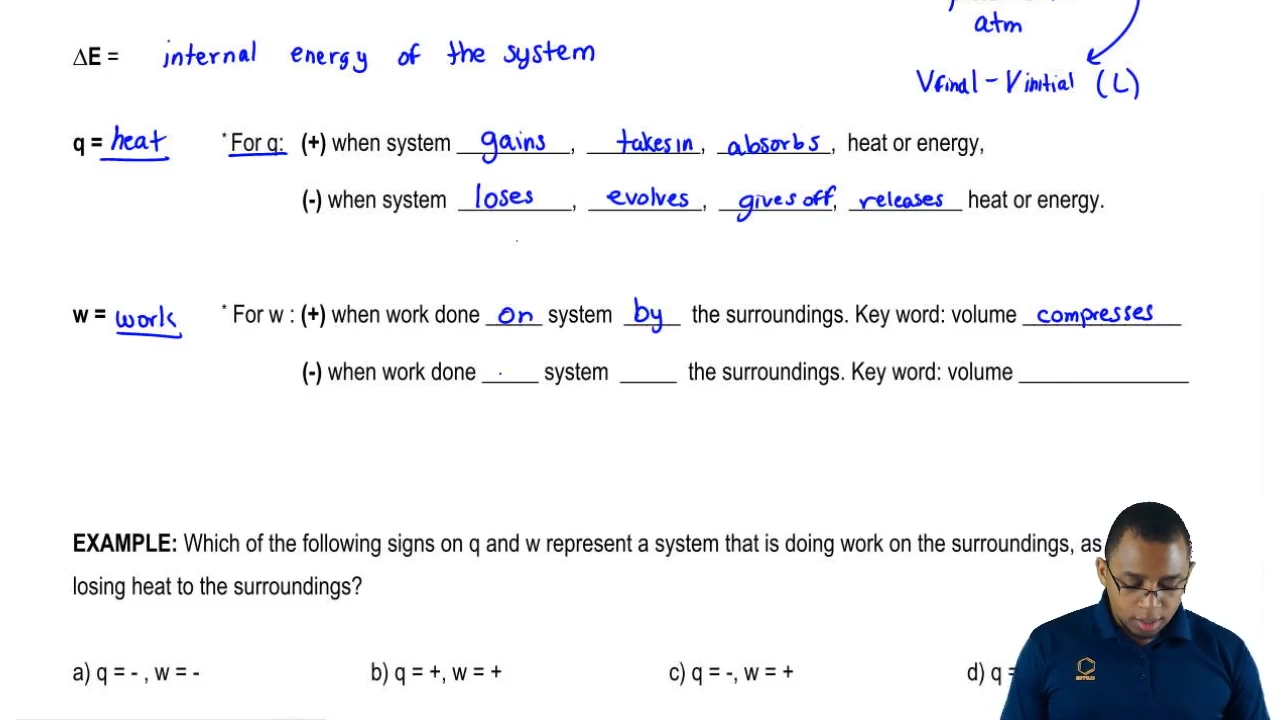 atm
ΔE = internal energy of the system
Vfinal - Vinitial (L)
q = heat * For q: (+) when system gains, takes in, absorbs, heat or energy,
(-) when system loses, evolves, gives off, releases heat or energy.
w = work * For w : (+) when work done on system by the surroundings. Key word: volume compresses
(-) when work done ____ system ____ the surroundings. Key word: volume ____________
EXAMPLE: Which of the following signs on q and w represent a system that is doing work on the surroundings, as
losing heat to the surroundings?
a) q = - , w = - b) q = +, w = + c) q = -, w = + d) q =